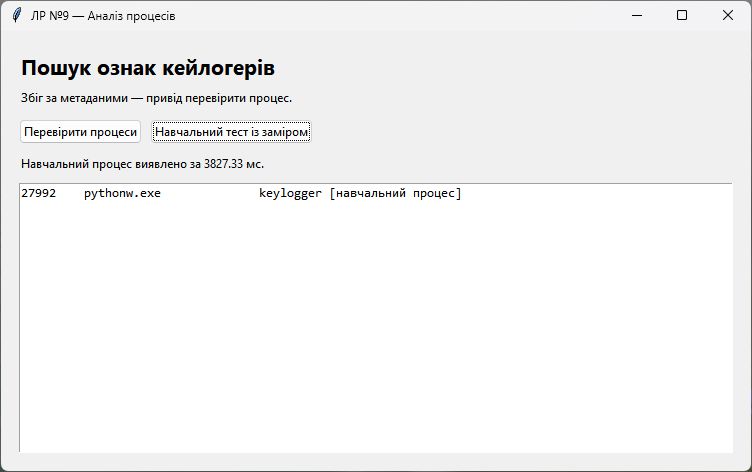 ЛР №9 — Аналіз процесів
Пошук ознак кейлогерів
Збіг за метаданими — привід перевірити процес.
Перевірити процеси Навчальний тест із заміром
Навчальний процес виявлено за 3827.33 мс.
27992 pythonw.exe keylogger [навчальний процес]